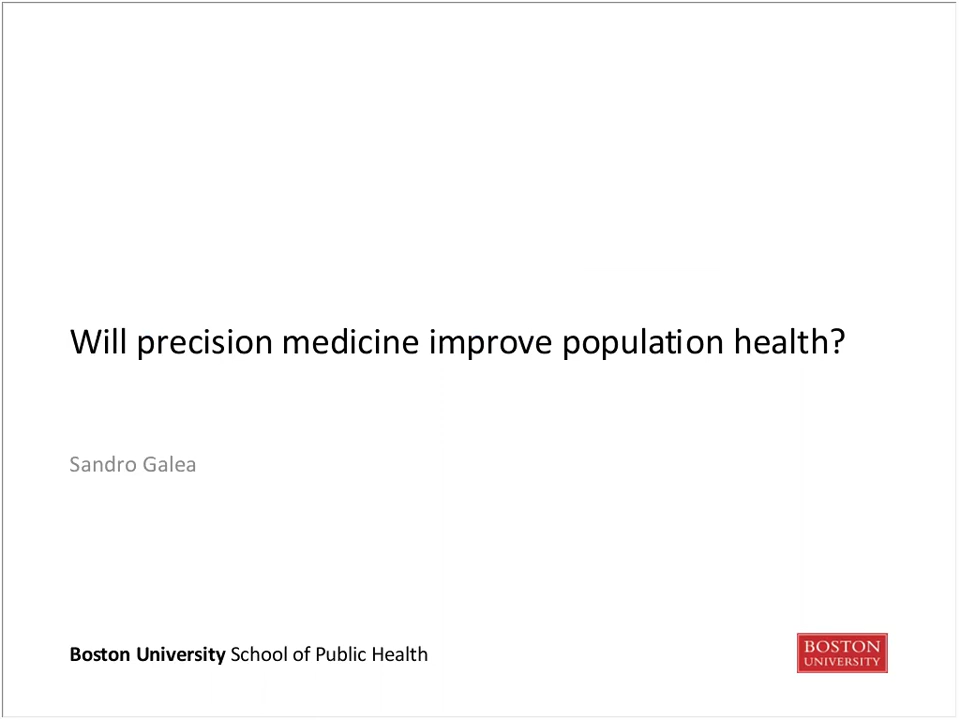 Will precision medicine improve population health?
Sandro Galea
Boston University School of Public Health
BOSTON
UNIVERSITY